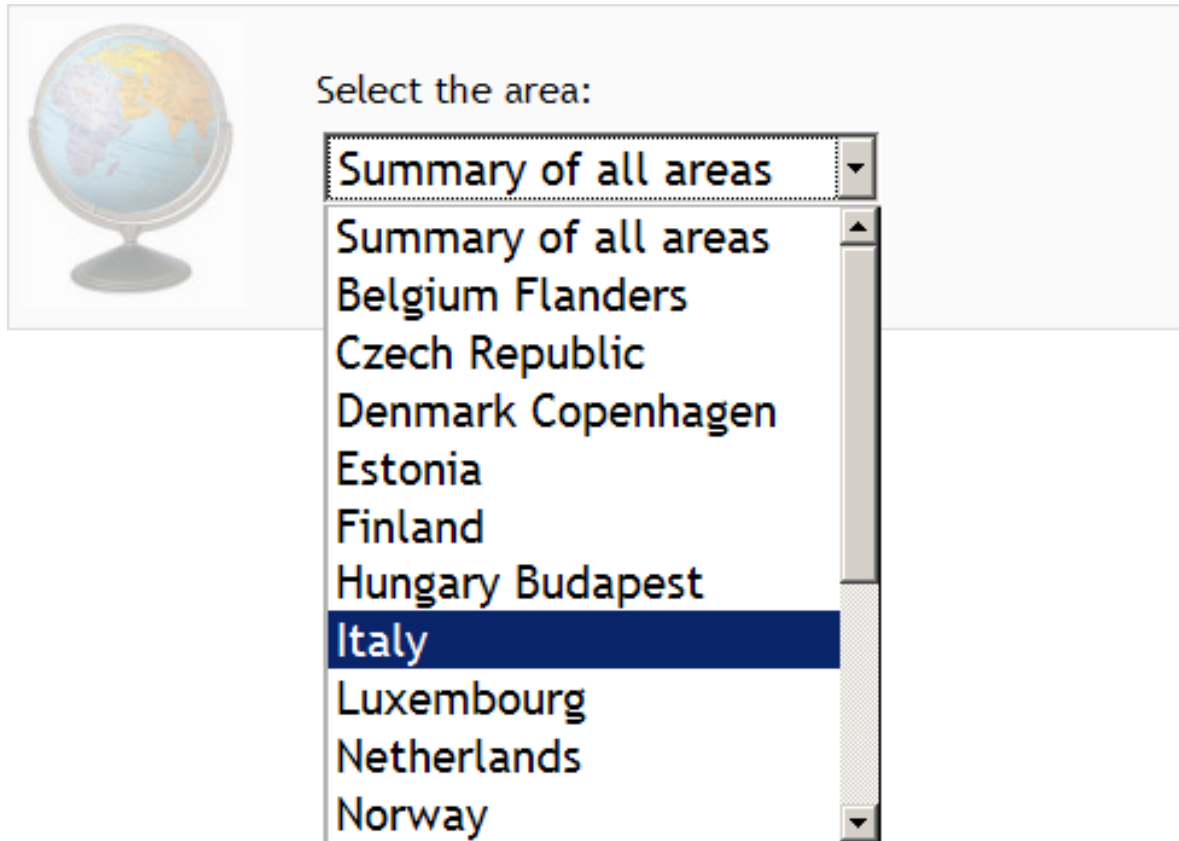 Select the area:
Summary of all areas
Summary of all areas
Belgium Flanders
Czech Republic
Denmark Copenhagen
Estonia
Finland
Hungary Budapest
Italy
Luxembourg
Netherlands
Norway